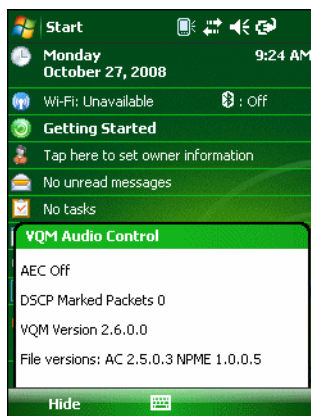 Start
Monday 9:24 AM
October 27, 2008
Wi-Fi: Unavailable : Off
Getting Started
Tap here to set owner information
No unread messages
No tasks
VQM Audio Control
AEC Off
DSCP Marked Packets 0
VQM Version 2.6.0.0
File versions: AC 2.5.0.3 NPME 1.0.0.5
Hide